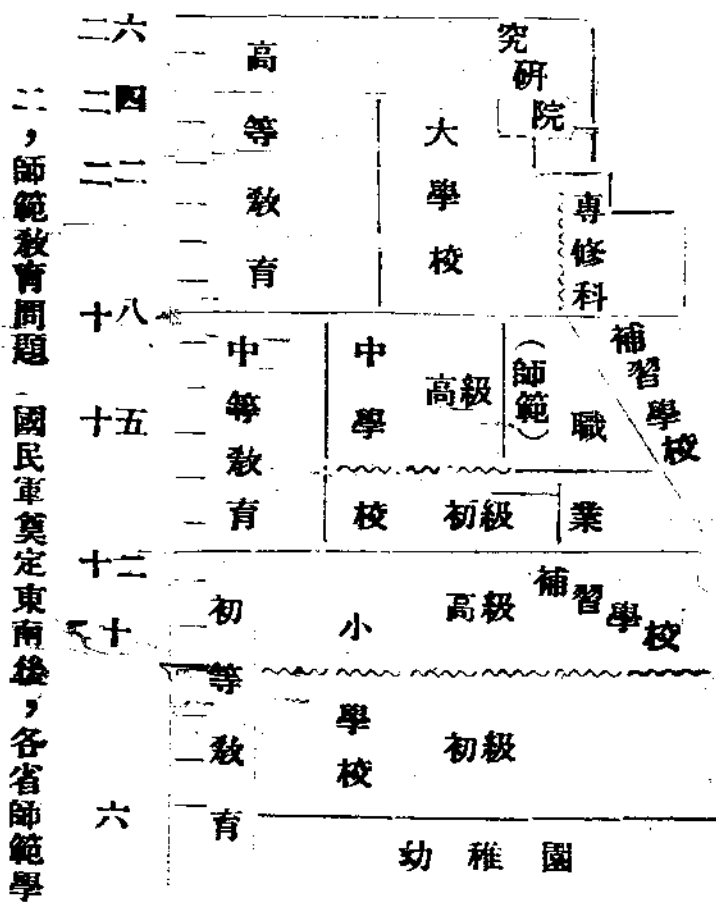 二六
二四
二二
十八
十五
十二
十
六
高等教育
大學校
究研院
專修科
中等教育
中學校
高級
（師範）
職業
補習學校
初級
初等教育
小學校
高級
補習學校
初級
幼稚園
二，師範教育問題 國民軍奠定東南後，各省師範學